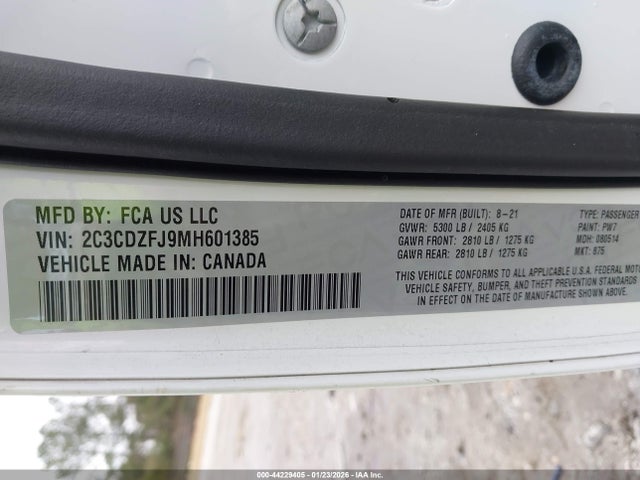 MFD BY: FCA US LLC
VIN: 2C3CDZFJ9MH601385
VEHICLE MADE IN: CANADA
DATE OF MFR (BUILT): 8-21
GVWR: 5300 LB / 2405 KG
GAWR FRONT: 2810 LB / 1275 KG
GAWR REAR: 2810 LB / 1275 KG
TYPE: PASSENGER
PAINT: PW7
MDH: 080514
MKT: 875
THIS VEHICLE CONFORMS TO ALL APPLICABLE U.S.A. FEDERAL MOTOR
VEHICLE SAFETY, BUMPER, AND THEFT PREVENTION STANDARDS
IN EFFECT ON THE DATE OF MANUFACTURE SHOWN ABOVE.
000-44229405 - 01/23/2026 - IAA Inc.